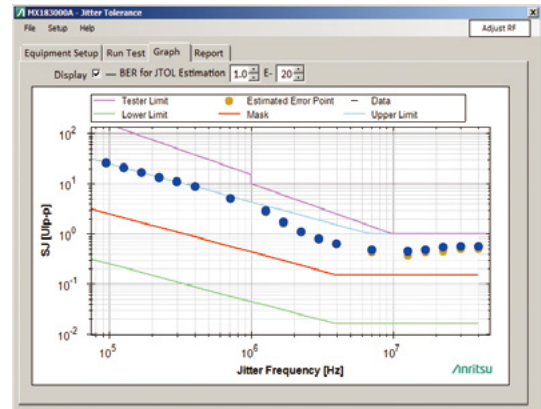 MX183000A - Jitter Tolerance
File Setup Help
Adjust RF
Equipment Setup Run Test Graph Report
Display — BER for JTOL Estimation 1.0 E- 20
Tester Limit Estimated Error Point – Data
Lower Limit Mask Upper Limit
10²
10¹
10⁰
10⁻¹
10⁻²
SJ [UIp-p]
10⁵ 10⁶ 10⁷
Jitter Frequency [Hz]
Anritsu